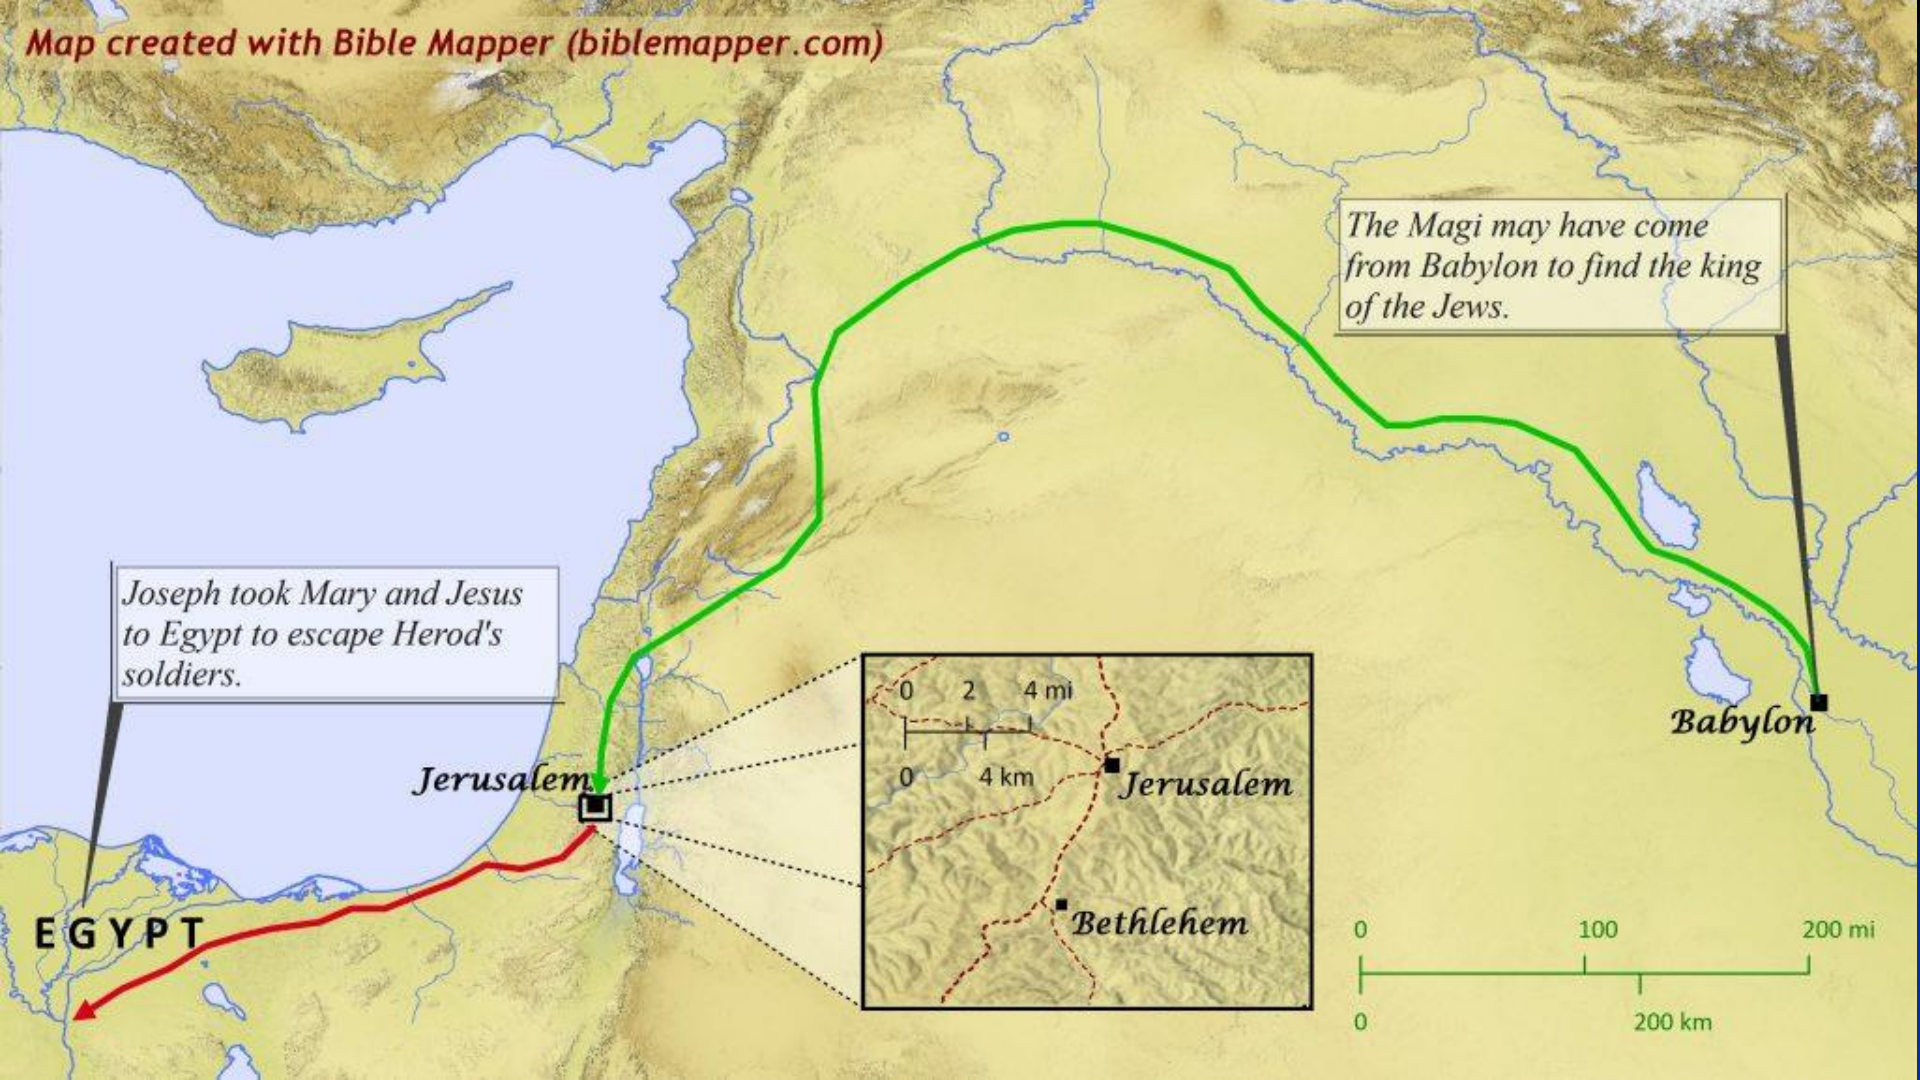 Map created with Bible Mapper (biblemapper.com)
The Magi may have come
from Babylon to find the king
of the Jews.
Joseph took Mary and Jesus
to Egypt to escape Herod's
soldiers.
Jerusalem
Babylon
EGYPT
0 2 4 mi
0 4 km
Jerusalem
Bethlehem
0 100 200 mi
0 200 km